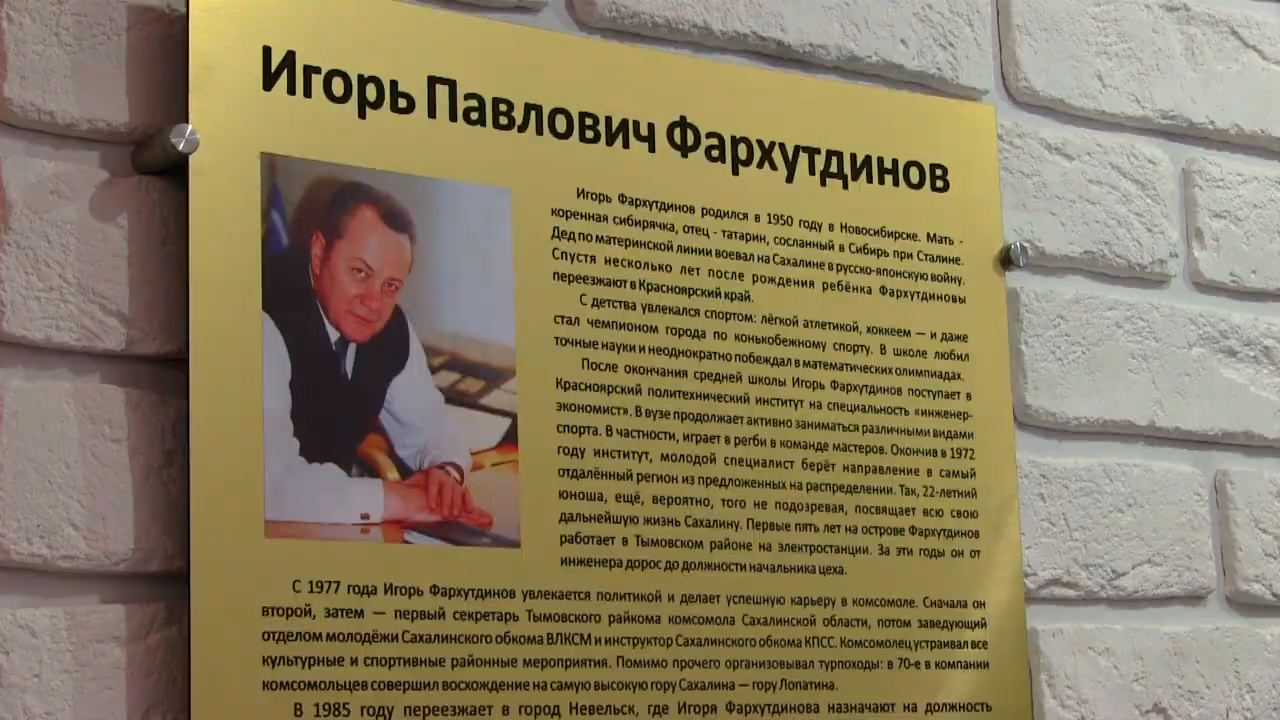 Игорь Павлович Фархутдинов
Игорь Фархутдинов родился в 1950 году в Новосибирске. Мать -
коренная сибирячка, отец - татарин, сосланный в Сибирь при Сталине.
Дед по материнской линии воевал на Сахалине в русско-японскую войну.
Спустя несколько лет после рождения ребёнка Фархутдиновы
переезжают в Красноярский край.
С детства увлекался спортом: лёгкой атлетикой, хоккеем — и даже
стал чемпионом города по конькобежному спорту. В школе любил
точные науки и неоднократно побеждал в математических олимпиадах.
После окончания средней школы Игорь Фархутдинов поступает в
Красноярский политехнический институт на специальность «инженер-
экономист». В вузе продолжает активно заниматься различными видами
спорта. В частности, играет в регби в команде мастеров. Окончив в 1972
году институт, молодой специалист берёт направление в самый
отдалённый регион из предложенных на распределении. Так, 22-летний
юноша, ещё, вероятно, того не подозревая, посвящает всю свою
дальнейшую жизнь Сахалину. Первые пять лет на острове Фархутдинов
работает в Тымовском районе на электростанции. За эти годы он от
инженера дорос до должности начальника цеха.
С 1977 года Игорь Фархутдинов увлекается политикой и делает успешную карьеру в комсомоле. Сначала он
второй, затем — первый секретарь Тымовского райкома комсомола Сахалинской области, потом заведующий
отделом молодёжи Сахалинского обкома ВЛКСМ и инструктор Сахалинского обкома КПСС. Комсомолец устраивал все
культурные и спортивные районные мероприятия. Помимо прочего организовывал турпоходы: в 70-е в компании
комсомольцев совершил восхождение на самую высокую гору Сахалина — гору Лопатина.
В 1985 году переезжает в город Невельск, где Игоря Фархутдинова назначают на должность